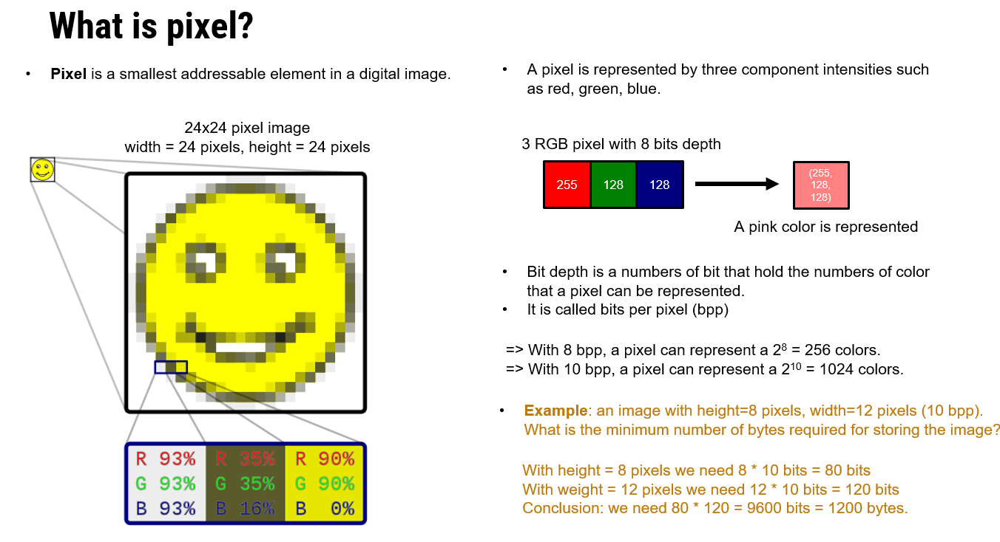 What is pixel?
• Pixel is a smallest addressable element in a digital image.
24x24 pixel image
width = 24 pixels, height = 24 pixels
R 93% R 35% R 90%
G 93% G 35% G 90%
B 93% B 16% B 0%
• A pixel is represented by three component intensities such
as red, green, blue.
3 RGB pixel with 8 bits depth
255 128 128
(255,
128,
128)
A pink color is represented
• Bit depth is a numbers of bit that hold the numbers of color
that a pixel can be represented.
• It is called bits per pixel (bpp)
=> With 8 bpp, a pixel can represent a 2⁸ = 256 colors.
=> With 10 bpp, a pixel can represent a 2¹⁰ = 1024 colors.
• Example: an image with height=8 pixels, width=12 pixels (10 bpp).
What is the minimum number of bytes required for storing the image?
With height = 8 pixels we need 8 * 10 bits = 80 bits
With weight = 12 pixels we need 12 * 10 bits = 120 bits
Conclusion: we need 80 * 120 = 9600 bits = 1200 bytes.